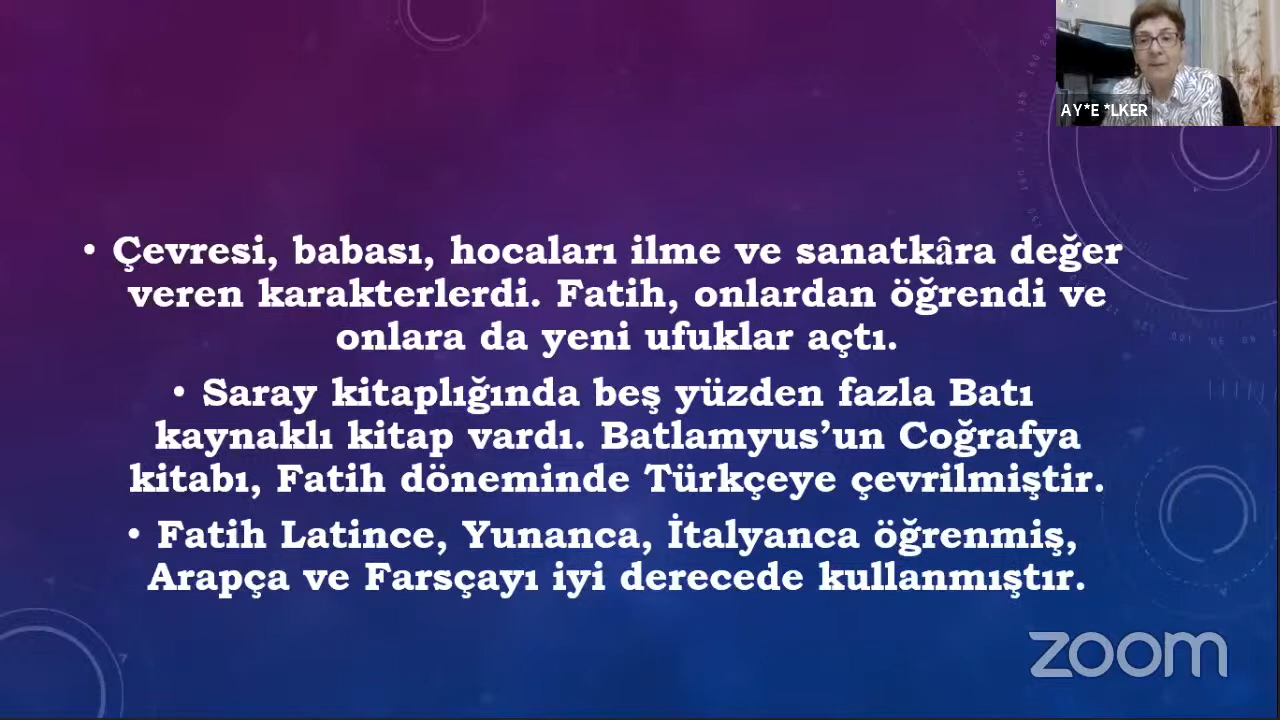 AY*E *LKER
• Çevresi, babası, hocaları ilme ve sanatkâra değer
veren karakterlerdi. Fatih, onlardan öğrendi ve
onlara da yeni ufuklar açtı.
• Saray kitaplığında beş yüzden fazla Batı
kaynaklı kitap vardı. Batlamyus’un Coğrafya
kitabı, Fatih döneminde Türkçeye çevrilmiştir.
• Fatih Latince, Yunanca, İtalyanca öğrenmiş,
Arapça ve Farsçayı iyi derecede kullanmıştır.
zoom